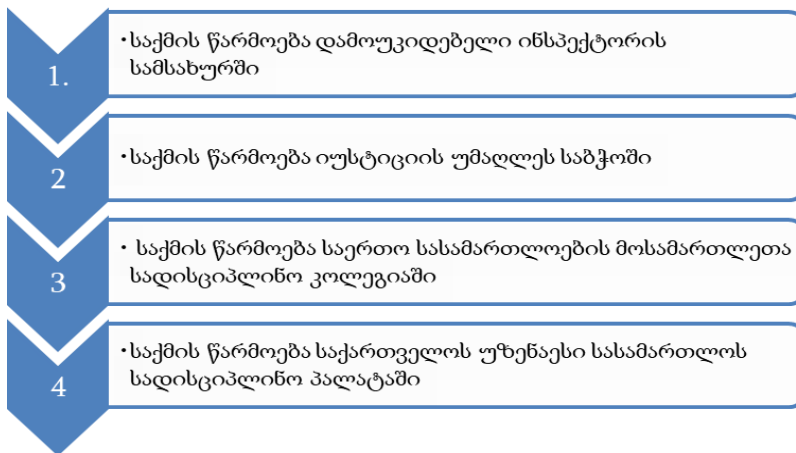 1.
•საქმის წარმოება დამოუკიდებელი ინსპექტორის
სამსახურში
2
•საქმის წარმოება იუსტიციის უმაღლეს საბჭოში
3
• საქმის წარმოება საერთო სასამართლოების მოსამართლეთა
სადისციპლინო კოლეგიაში
4
•საქმის წარმოება საქართველოს უზენაესი სასამართლოს
სადისციპლინო პალატაში